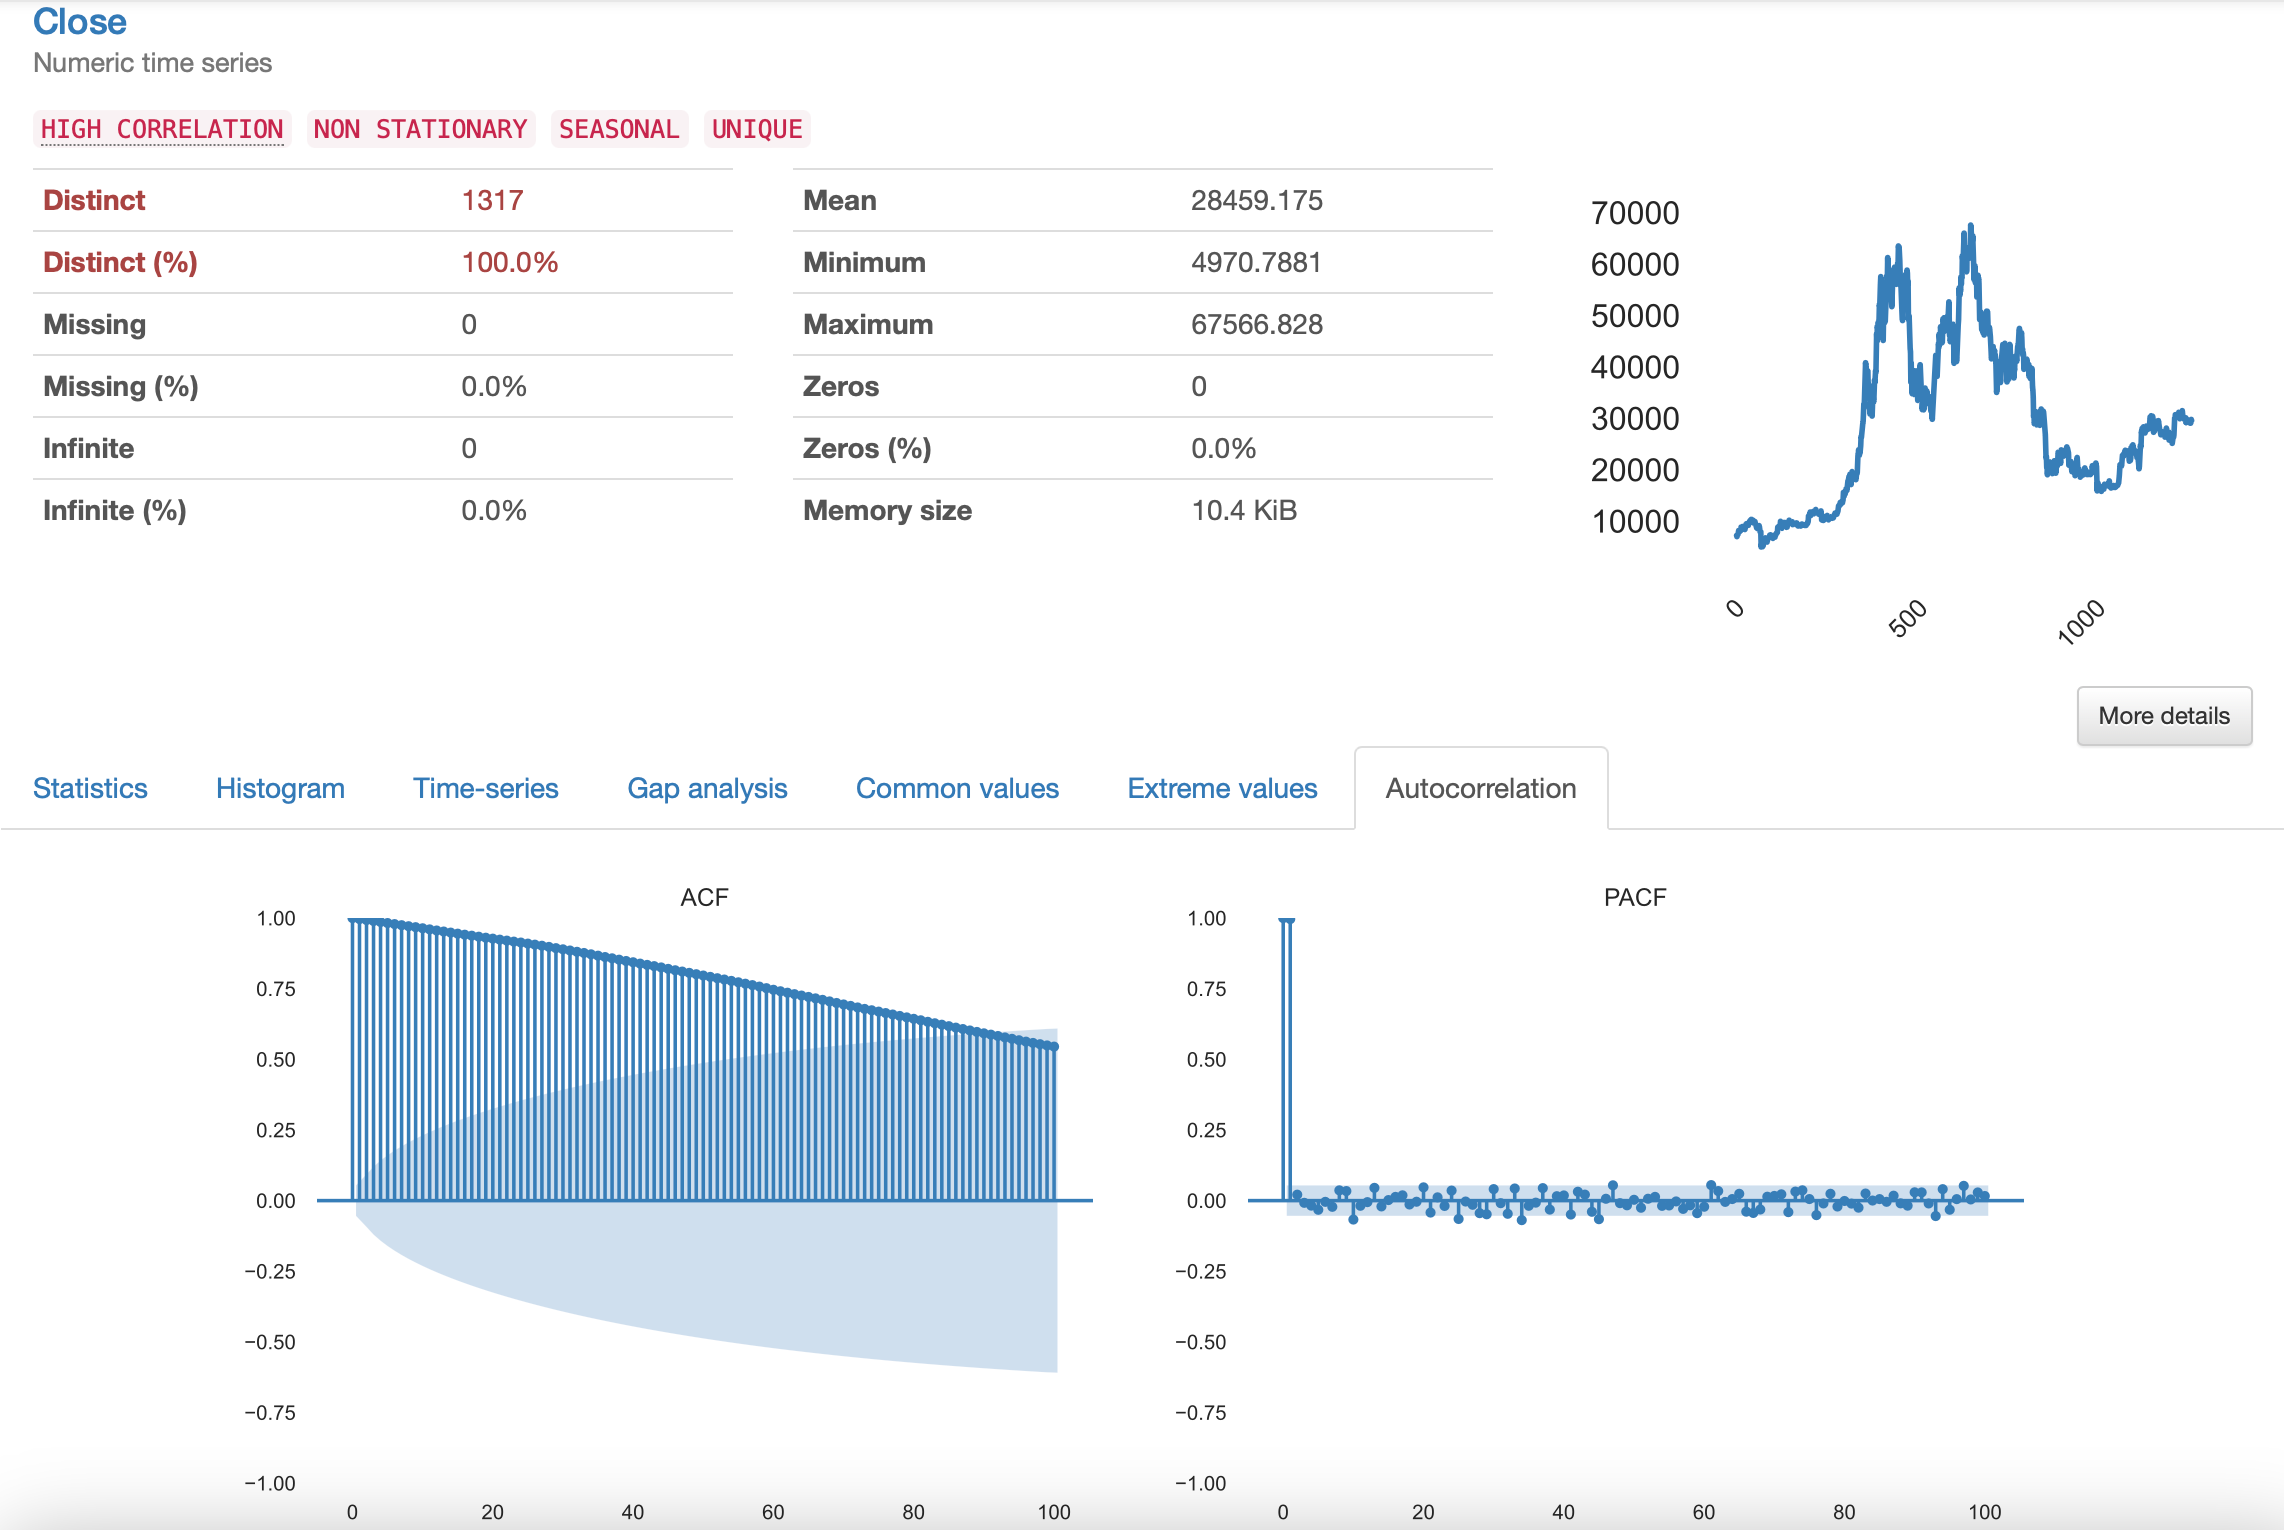 Close
Numeric time series
HIGH CORRELATION NON STATIONARY SEASONAL UNIQUE
Distinct 1317
Distinct (%) 100.0%
Missing 0
Missing (%) 0.0%
Infinite 0
Infinite (%) 0.0%
Mean 28459.175
Minimum 4970.7881
Maximum 67566.828
Zeros 0
Zeros (%) 0.0%
Memory size 10.4 KiB
70000
60000
50000
40000
30000
20000
10000
0 500 1000
More details
Statistics Histogram Time-series Gap analysis Common values Extreme values Autocorrelation
ACF
1.00
0.75
0.50
0.25
0.00
−0.25
−0.50
−0.75
−1.00
0 20 40 60 80 100
PACF
1.00
0.75
0.50
0.25
0.00
−0.25
−0.50
−0.75
−1.00
0 20 40 60 80 100